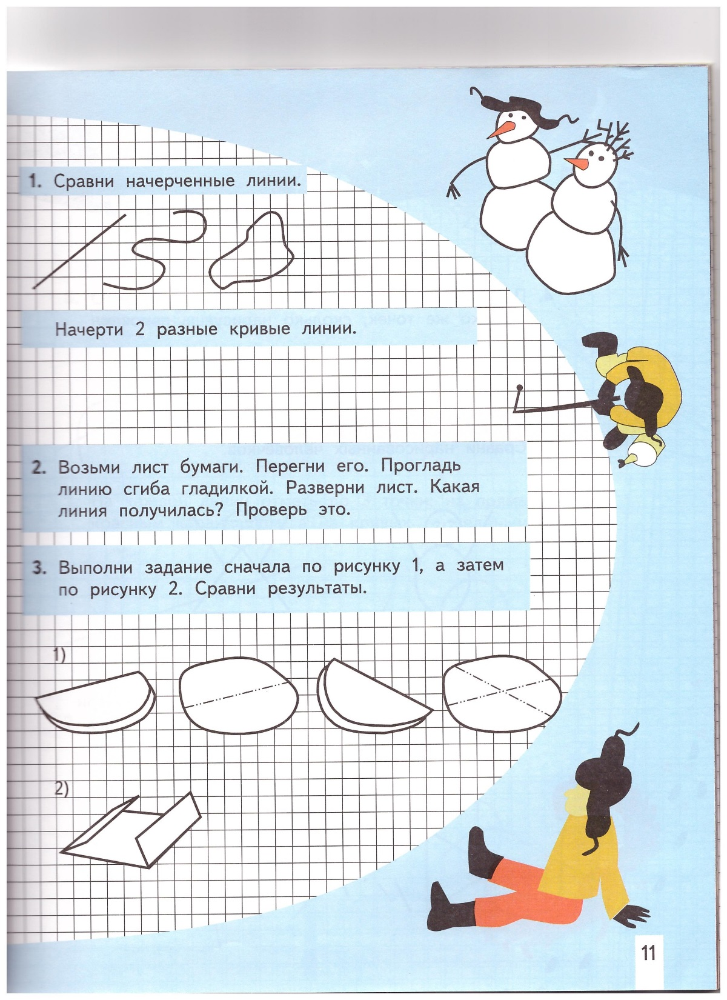 1. Сравни начерченные линии.
Начерти 2 разные кривые линии.
2. Возьми лист бумаги. Перегни его. Прогладь
линию сгиба гладилкой. Разверни лист. Какая
линия получилась? Проверь это.
3. Выполни задание сначала по рисунку 1, а затем
по рисунку 2. Сравни результаты.
1)
2)
11